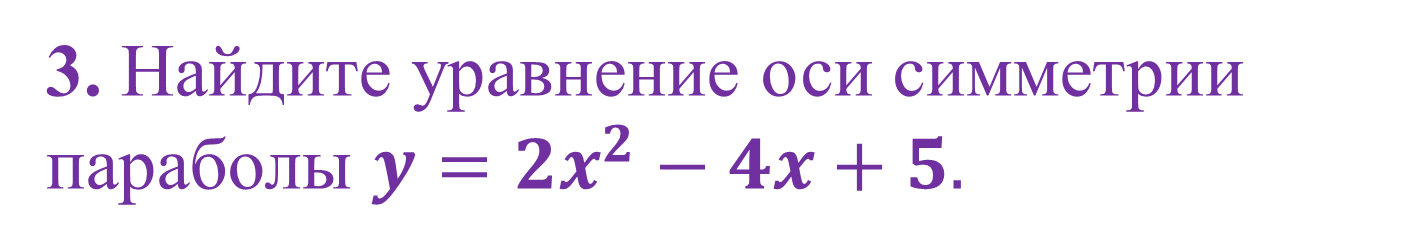 3. Найдите уравнение оси симметрии
параболы y = 2x² − 4x + 5.